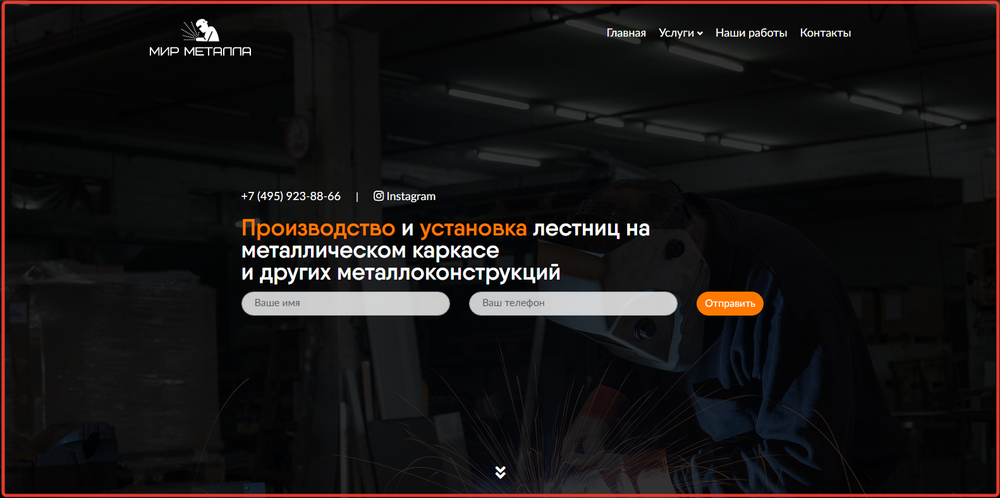 МИР МЕТАЛЛА
Главная Услуги Наши работы Контакты
+7 (495) 923-88-66 | Instagram
Производство и установка лестниц на
металлическом каркасе
и других металлоконструкций
Ваше имя Ваш телефон Отправить